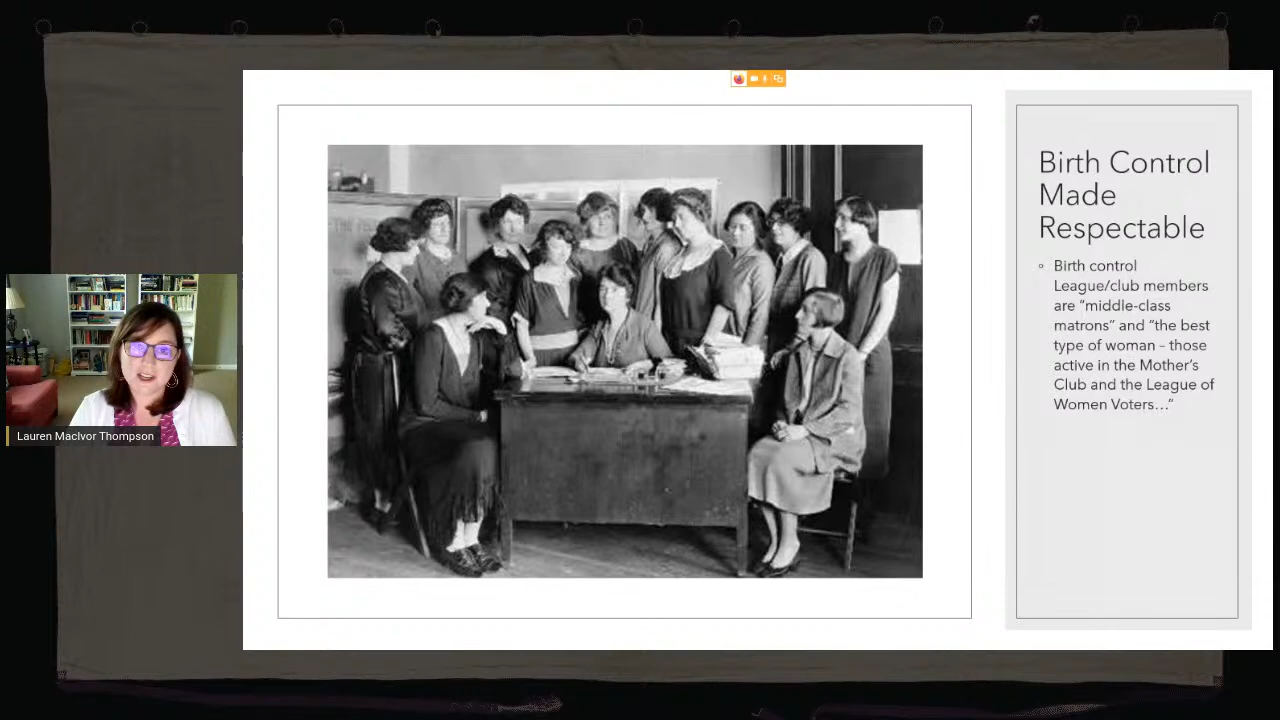 Birth Control
Made
Respectable
Birth control
League/club members
are “middle-class
matrons” and “the best
type of woman – those
active in the Mother’s
Club and the League of
Women Voters…”
Lauren MacIvor Thompson